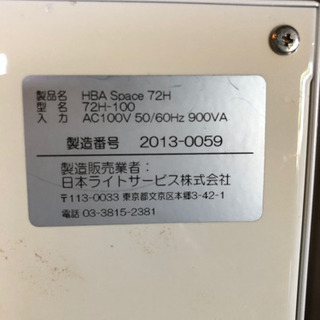 製品名 HBA Space 72H
型名 72H-100
入力 AC100V 50/60Hz 900VA
製造番号 2013-0059
製造販売業者：
日本ライトサービス株式会社
〒113-0033 東京都文京区本郷3-42-1
電話 03-3815-2381